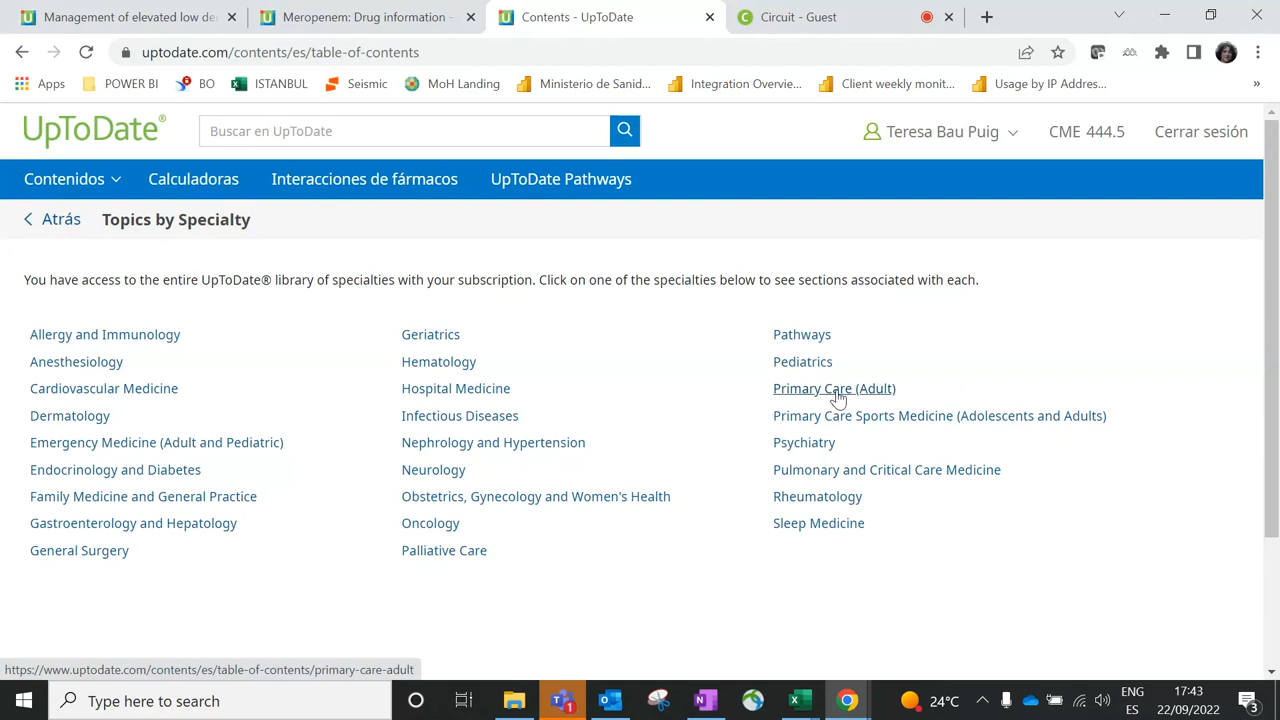 Management of elevated low de
Meropenem: Drug information -
Contents - UpToDate
Circuit - Guest
uptodate.com/contents/es/table-of-contents
Apps
POWER BI
BO
ISTANBUL
Seismic
MoH Landing
Ministerio de Sanid...
Integration Overvie...
Client weekly monit...
Usage by IP Addres...
»
UpToDate®
Buscar en UpToDate
Teresa Bau Puig
CME 444.5
Cerrar sesión
Contenidos
Calculadoras
Interacciones de fármacos
UpToDate Pathways
Atrás
Topics by Specialty
You have access to the entire UpToDate® library of specialties with your subscription. Click on one of the specialties below to see sections associated with each.
Allergy and Immunology
Anesthesiology
Cardiovascular Medicine
Dermatology
Emergency Medicine (Adult and Pediatric)
Endocrinology and Diabetes
Family Medicine and General Practice
Gastroenterology and Hepatology
General Surgery
Geriatrics
Hematology
Hospital Medicine
Infectious Diseases
Nephrology and Hypertension
Neurology
Obstetrics, Gynecology and Women's Health
Oncology
Palliative Care
Pathways
Pediatrics
Primary Care (Adult)
Primary Care Sports Medicine (Adolescents and Adults)
Psychiatry
Pulmonary and Critical Care Medicine
Rheumatology
Sleep Medicine
https://www.uptodate.com/contents/es/table-of-contents/primary-care-adult
Type here to search
1
24°C
ENG
ES
17:43
22/09/2022
3